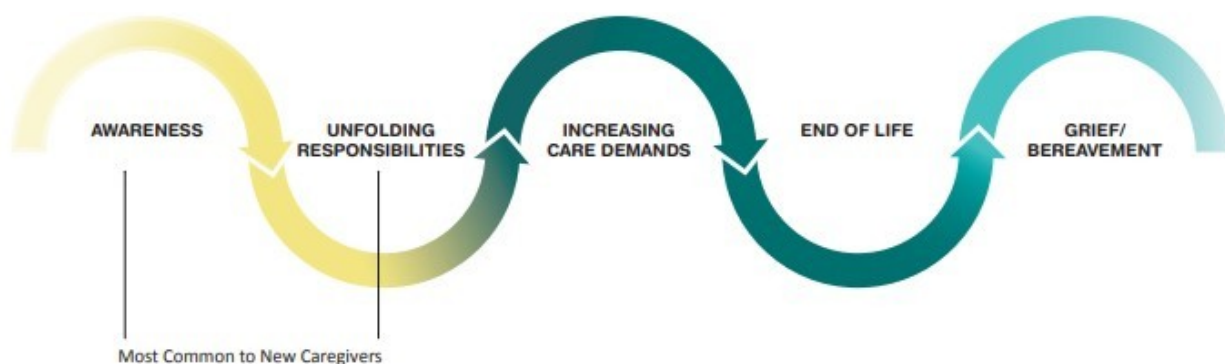 AWARENESS
UNFOLDING
RESPONSIBILITIES
INCREASING
CARE DEMANDS
END OF LIFE
GRIEF/
BEREAVEMENT
Most Common to New Caregivers